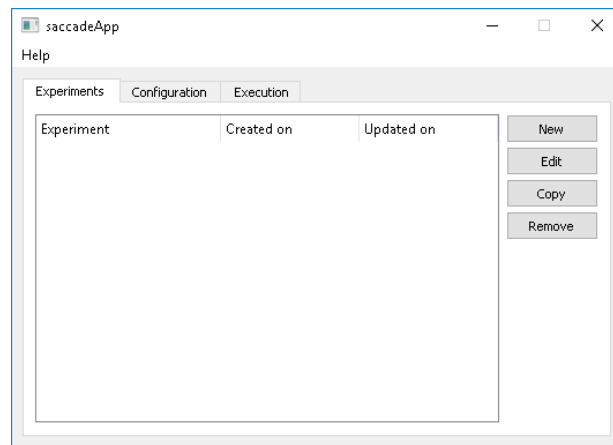 saccadeApp
Help
Experiments Configuration Execution
Experiment Created on Updated on
New
Edit
Copy
Remove